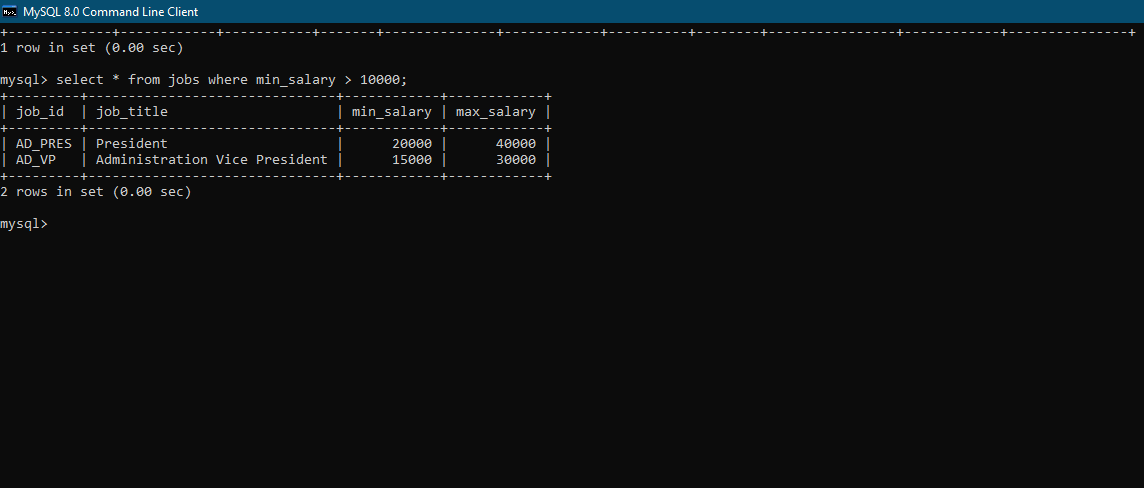 MySQL 8.0 Command Line Client
+-------------+------------+-----------+-------+--------------+------------+----------+--------+----------------+------------+---------------+
1 row in set (0.00 sec)
mysql> select * from jobs where min_salary > 10000;
+---------+-------------------------------+------------+------------+
| job_id  | job_title                     | min_salary | max_salary |
+---------+-------------------------------+------------+------------+
| AD_PRES | President                     |      20000 |      40000 |
| AD_VP   | Administration Vice President |      15000 |      30000 |
+---------+-------------------------------+------------+------------+
2 rows in set (0.00 sec)
mysql>